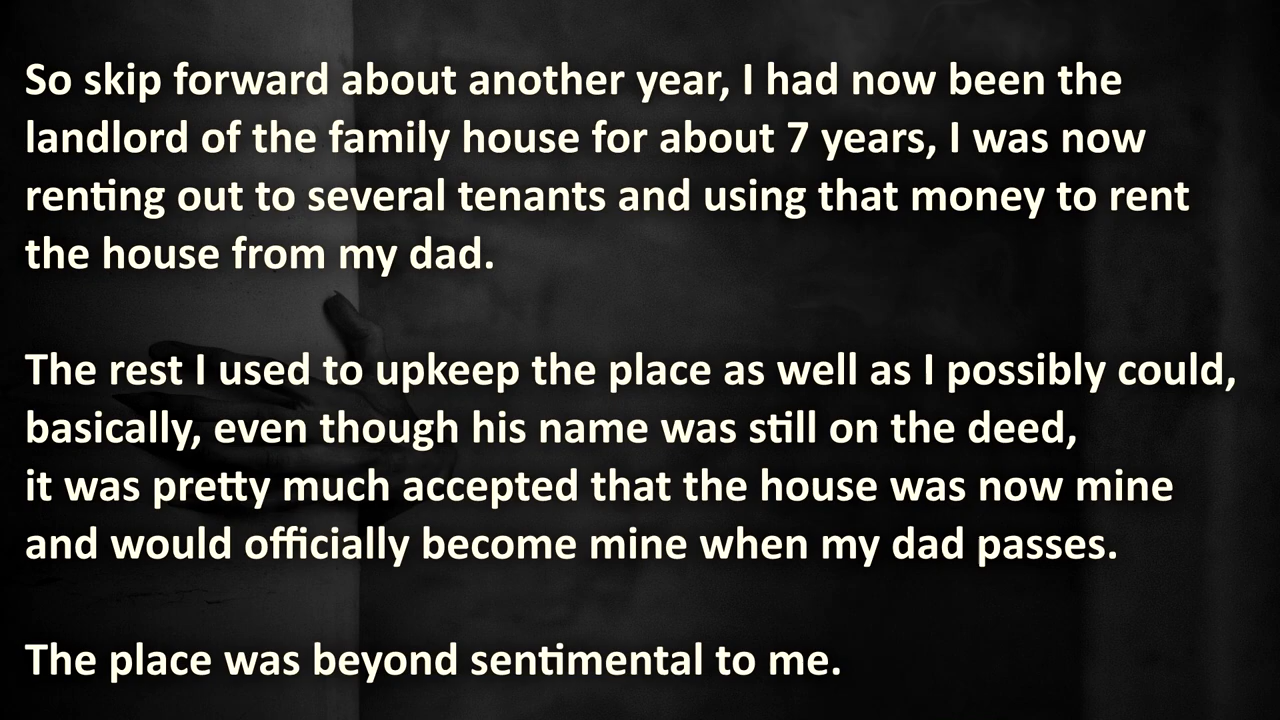 So skip forward about another year, I had now been the
landlord of the family house for about 7 years, I was now
renting out to several tenants and using that money to rent
the house from my dad.
The rest I used to upkeep the place as well as I possibly could,
basically, even though his name was still on the deed,
it was pretty much accepted that the house was now mine
and would officially become mine when my dad passes.
The place was beyond sentimental to me.